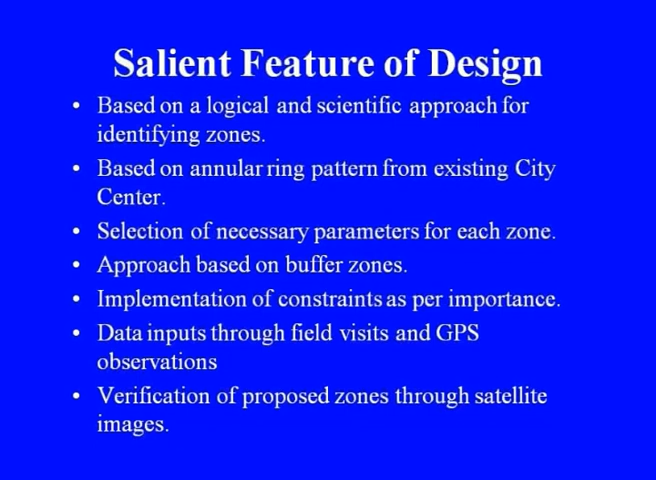 Salient Feature of Design
• Based on a logical and scientific approach for
identifying zones.
• Based on annular ring pattern from existing City
Center.
• Selection of necessary parameters for each zone.
• Approach based on buffer zones.
• Implementation of constraints as per importance.
• Data inputs through field visits and GPS
observations
• Verification of proposed zones through satellite
images.